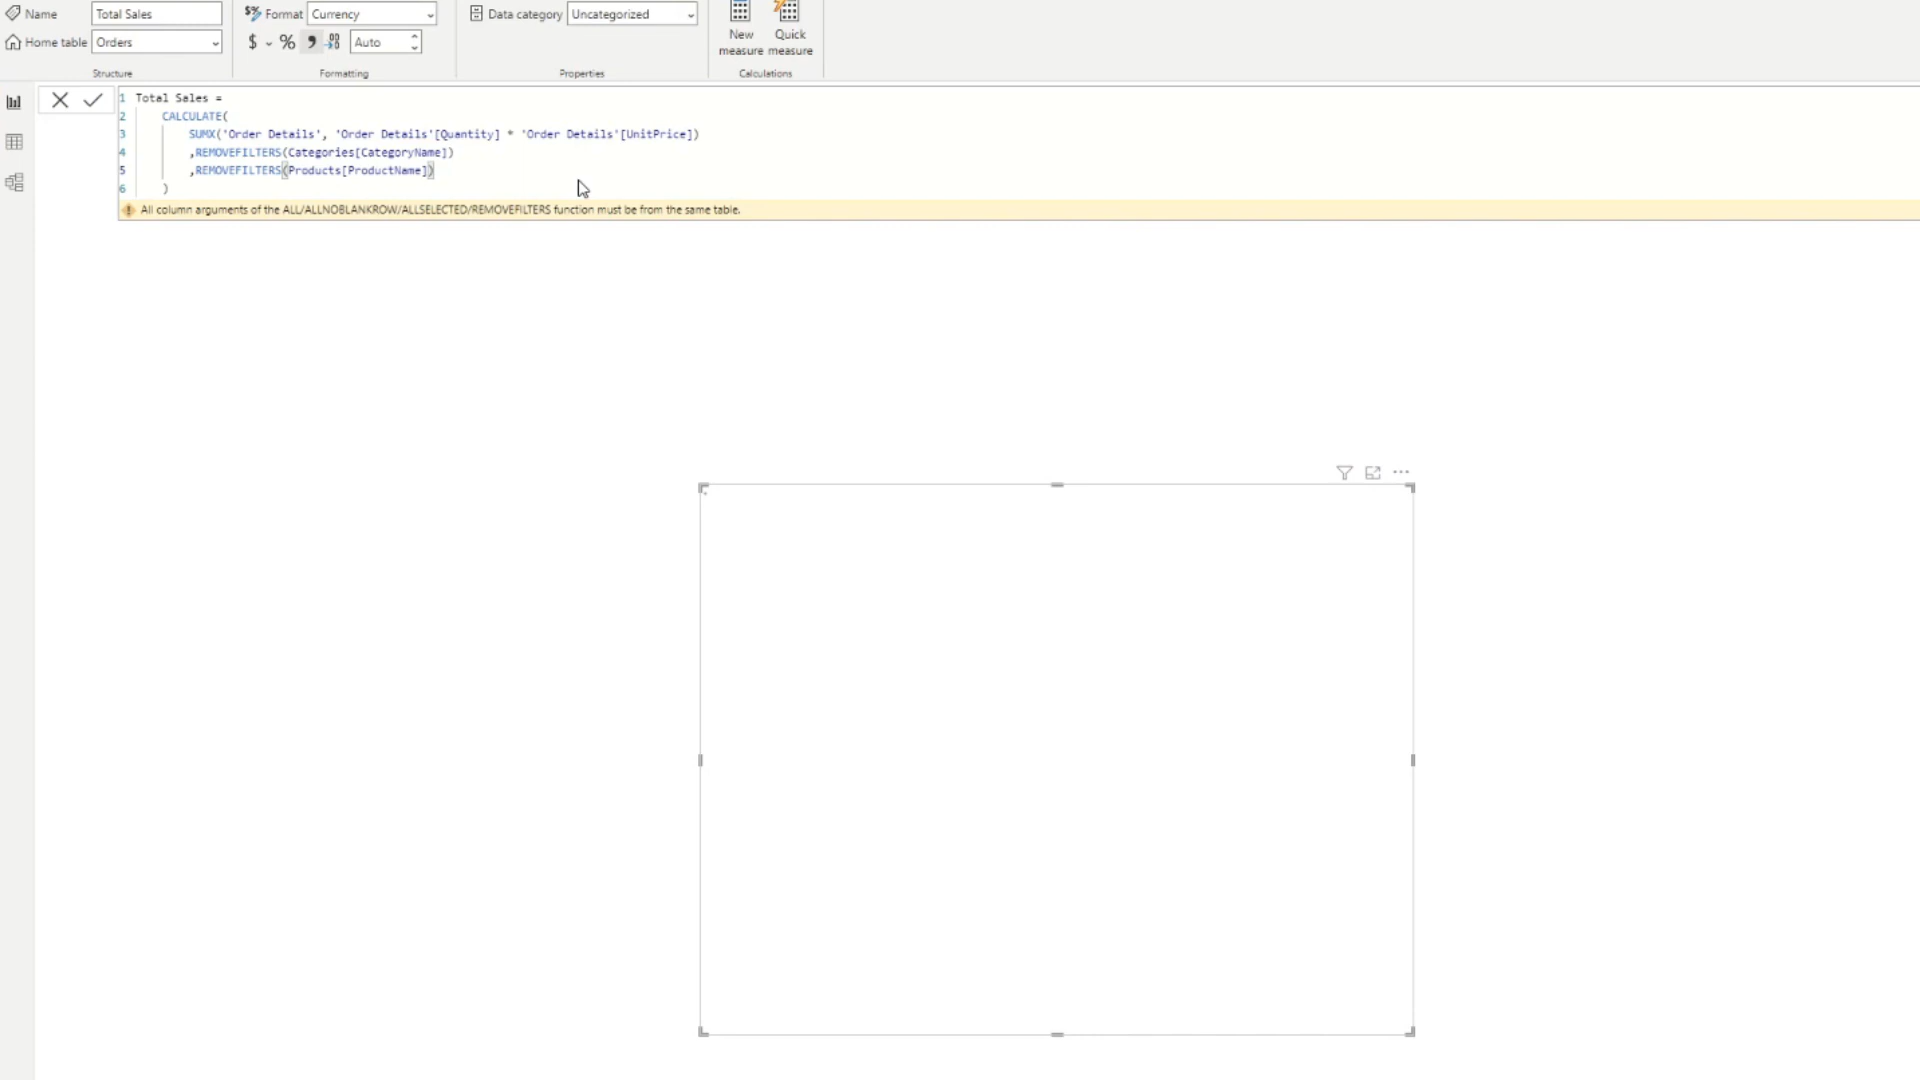 Name
Total Sales
Format
Currency
Data category
Uncategorized
New
measure
Quick
measure
Home table
Orders
$
%
Auto
Structure
Formatting
Properties
Calculations
1 Total Sales =
2 CALCULATE(
3 SUMX('Order Details', 'Order Details'[Quantity] * 'Order Details'[UnitPrice])
4 ,REMOVEFILTERS(Categories[CategoryName])
5 ,REMOVEFILTERS(Products[ProductName])
6 )
All column arguments of the ALL/ALLNOBLANKROW/ALLSELECTED/REMOVEFILTERS function must be from the same table.